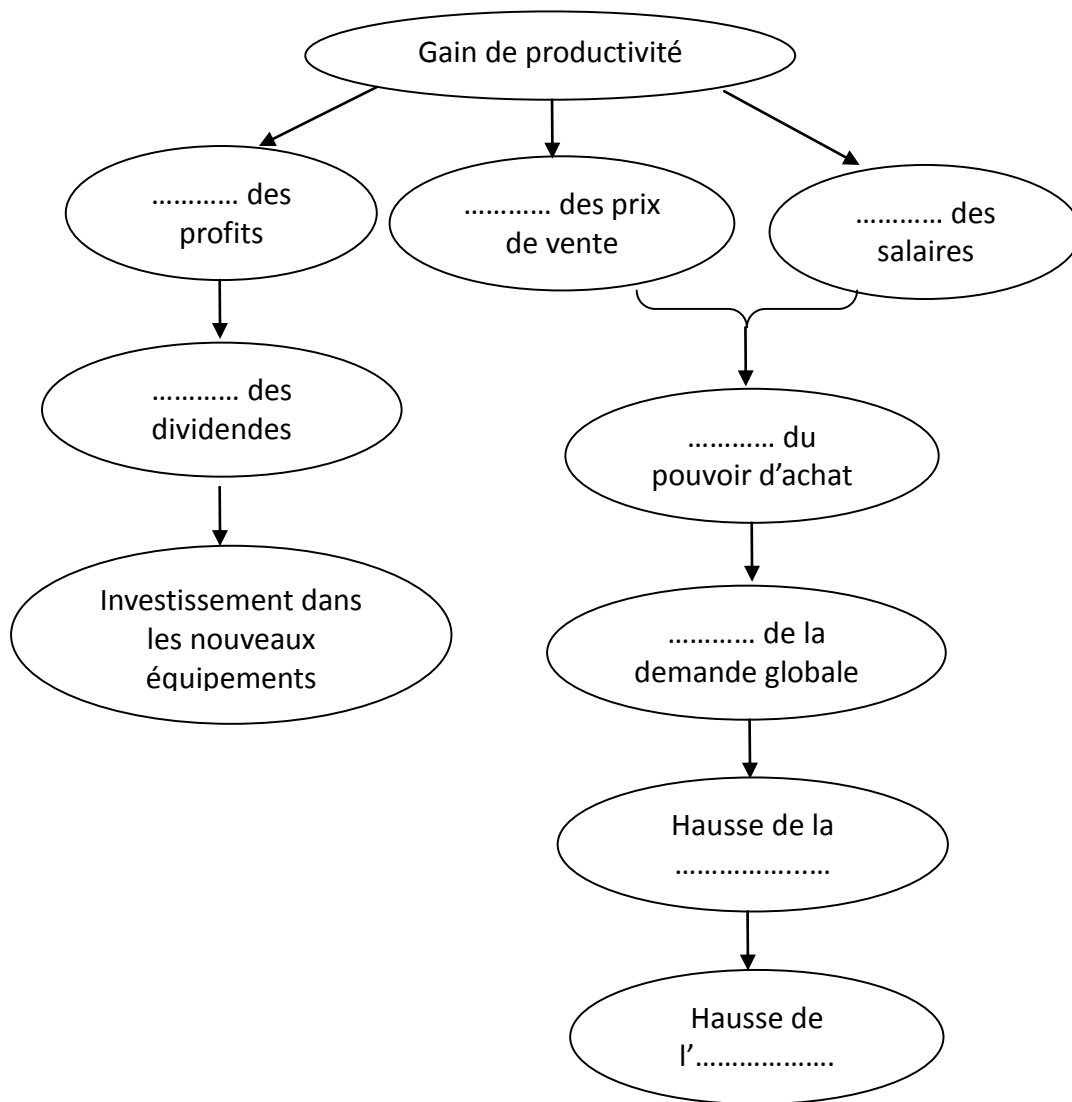 Gain de productivité
………… des
profits
………… des prix
de vente
………… des
salaires
………… des
dividendes
………… du
pouvoir d’achat
Investissement dans
les nouveaux
équipements
………… de la
demande globale
Hausse de la
……………..…
Hausse de
l’…………….